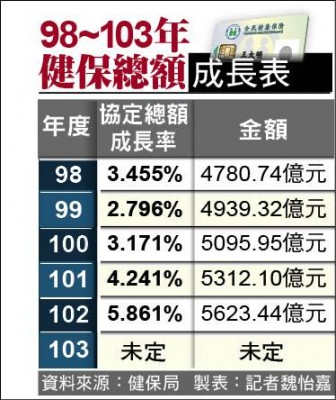 98~103年
全民健康保險
健保總額成長表
年度 協定總額成長率 金額
98 3.455% 4780.74億元
99 2.796% 4939.32億元
100 3.171% 5095.95億元
101 4.241% 5312.10億元
102 5.861% 5623.44億元
103 未定 未定
資料來源：健保局 製表：記者魏怡嘉